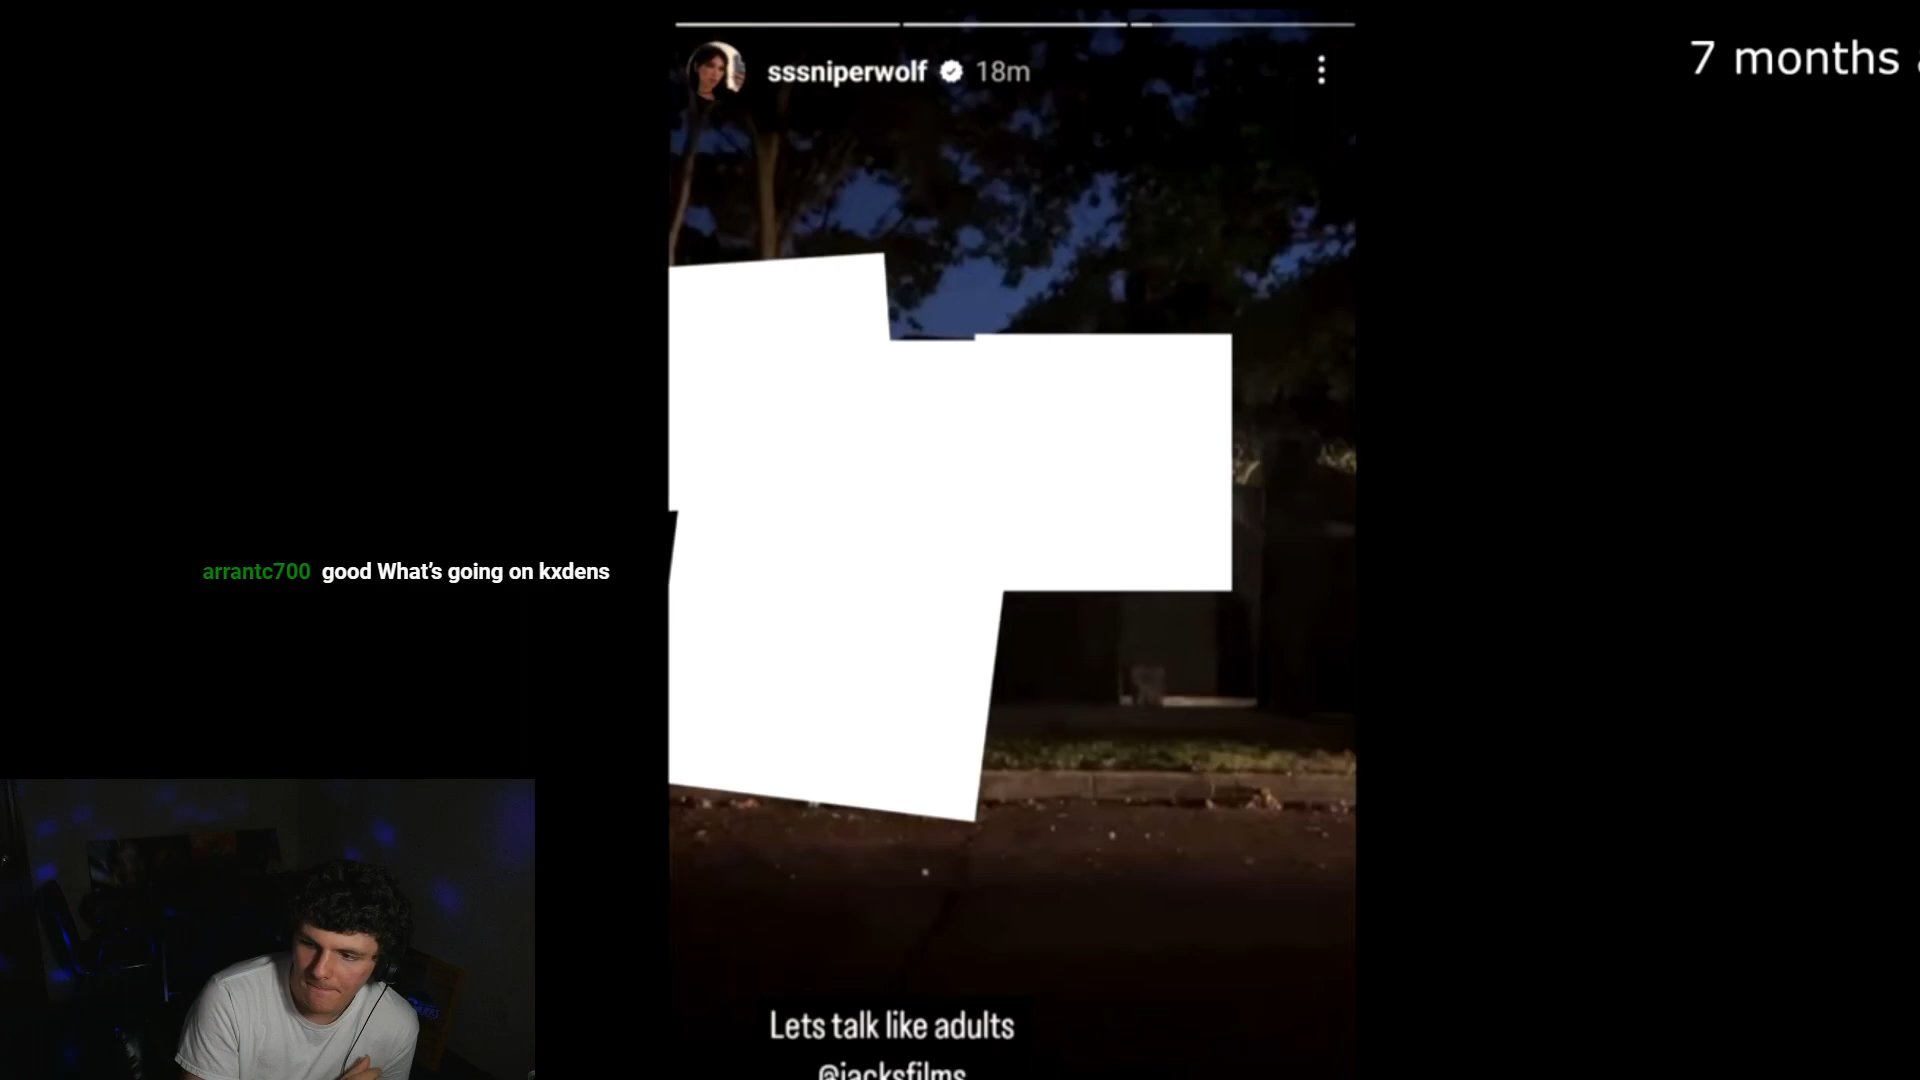 sssniperwolf 18m
7 months
arrantc700 good What's going on kxdens
Lets talk like adults
@jacksfilms